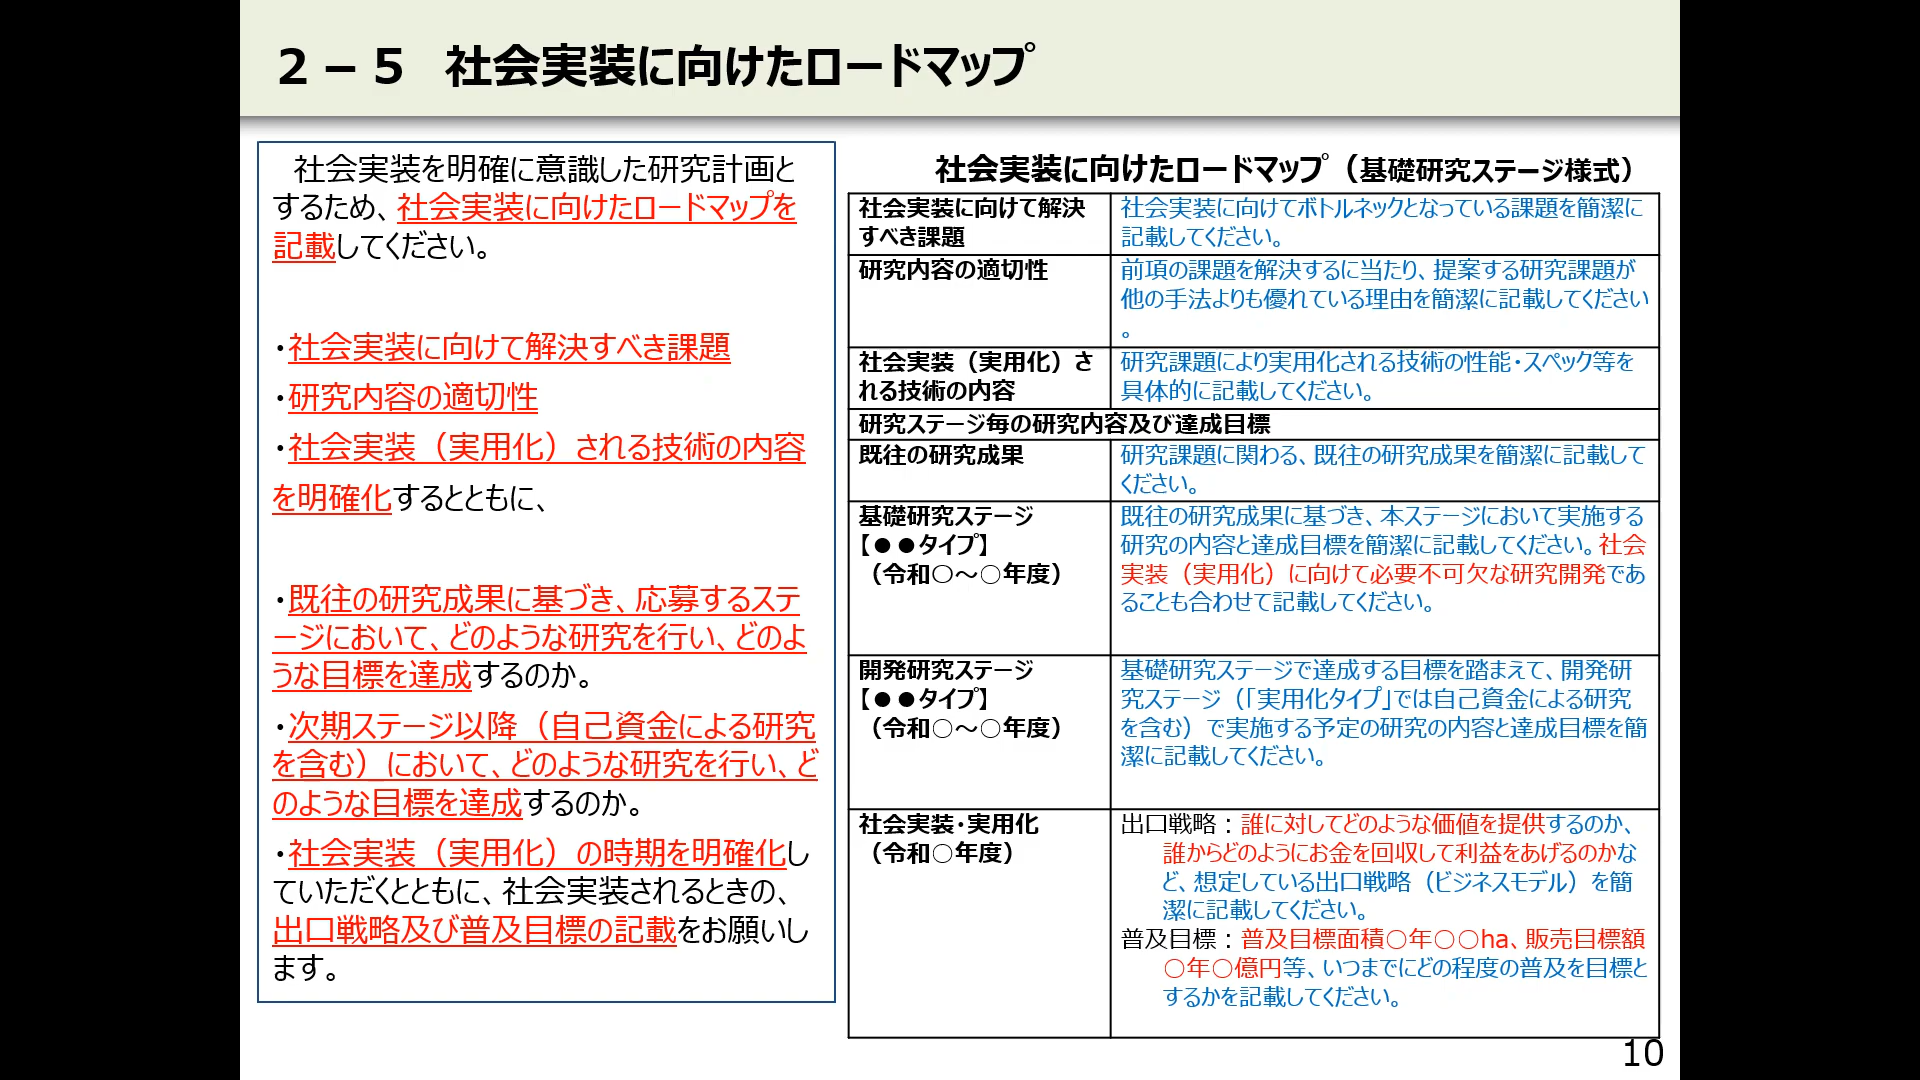 ２－５　社会実装に向けたロードマップ
社会実装を明確に意識した研究計画と
するため、社会実装に向けたロードマップを
記載してください。
・社会実装に向けて解決すべき課題
・研究内容の適切性
・社会実装（実用化）される技術の内容
を明確化するとともに、
・既往の研究成果に基づき、応募するステ
ージにおいて、どのような研究を行い、どのよ
うな目標を達成するのか。
・次期ステージ以降（自己資金による研究
を含む）において、どのような研究を行い、ど
のような目標を達成するのか。
・社会実装（実用化）の時期を明確化し
ていただくとともに、社会実装されるときの、
出口戦略及び普及目標の記載をお願いし
ます。
社会実装に向けたロードマップ（基礎研究ステージ様式）
社会実装に向けて解決
すべき課題
社会実装に向けてボトルネックとなっている課題を簡潔に
記載してください。
研究内容の適切性
前項の課題を解決するに当たり、提案する研究課題が
他の手法よりも優れている理由を簡潔に記載してください
。
社会実装（実用化）さ
れる技術の内容
研究課題により実用化される技術の性能・スペック等を
具体的に記載してください。
研究ステージ毎の研究内容及び達成目標
既往の研究成果
研究課題に関わる、既往の研究成果を簡潔に記載して
ください。
基礎研究ステージ
【●●タイプ】
（令和○～○年度）
既往の研究成果に基づき、本ステージにおいて実施する
研究の内容と達成目標を簡潔に記載してください。社会
実装（実用化）に向けて必要不可欠な研究開発であ
ることも合わせて記載してください。
開発研究ステージ
【●●タイプ】
（令和○～○年度）
基礎研究ステージで達成する目標を踏まえて、開発研
究ステージ（「実用化タイプ」では自己資金による研究
を含む）で実施する予定の研究の内容と達成目標を簡
潔に記載してください。
社会実装・実用化
（令和○年度）
出口戦略：誰に対してどのような価値を提供するのか、
誰からどのようにお金を回収して利益をあげるのかな
ど、想定している出口戦略（ビジネスモデル）を簡
潔に記載してください。
普及目標：普及目標面積○年○○ha、販売目標額
○年○億円等、いつまでにどの程度の普及を目標と
するかを記載してください。
10